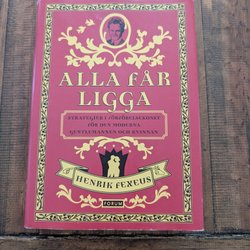 ALLA FÅR
LIGGA
STRATEGIER I FÖRFÖRELSEKONST
FÖR DEN MODERNA
GENTLEMANNEN OCH KVINNAN
HENRIK FEXEUS
FORUM